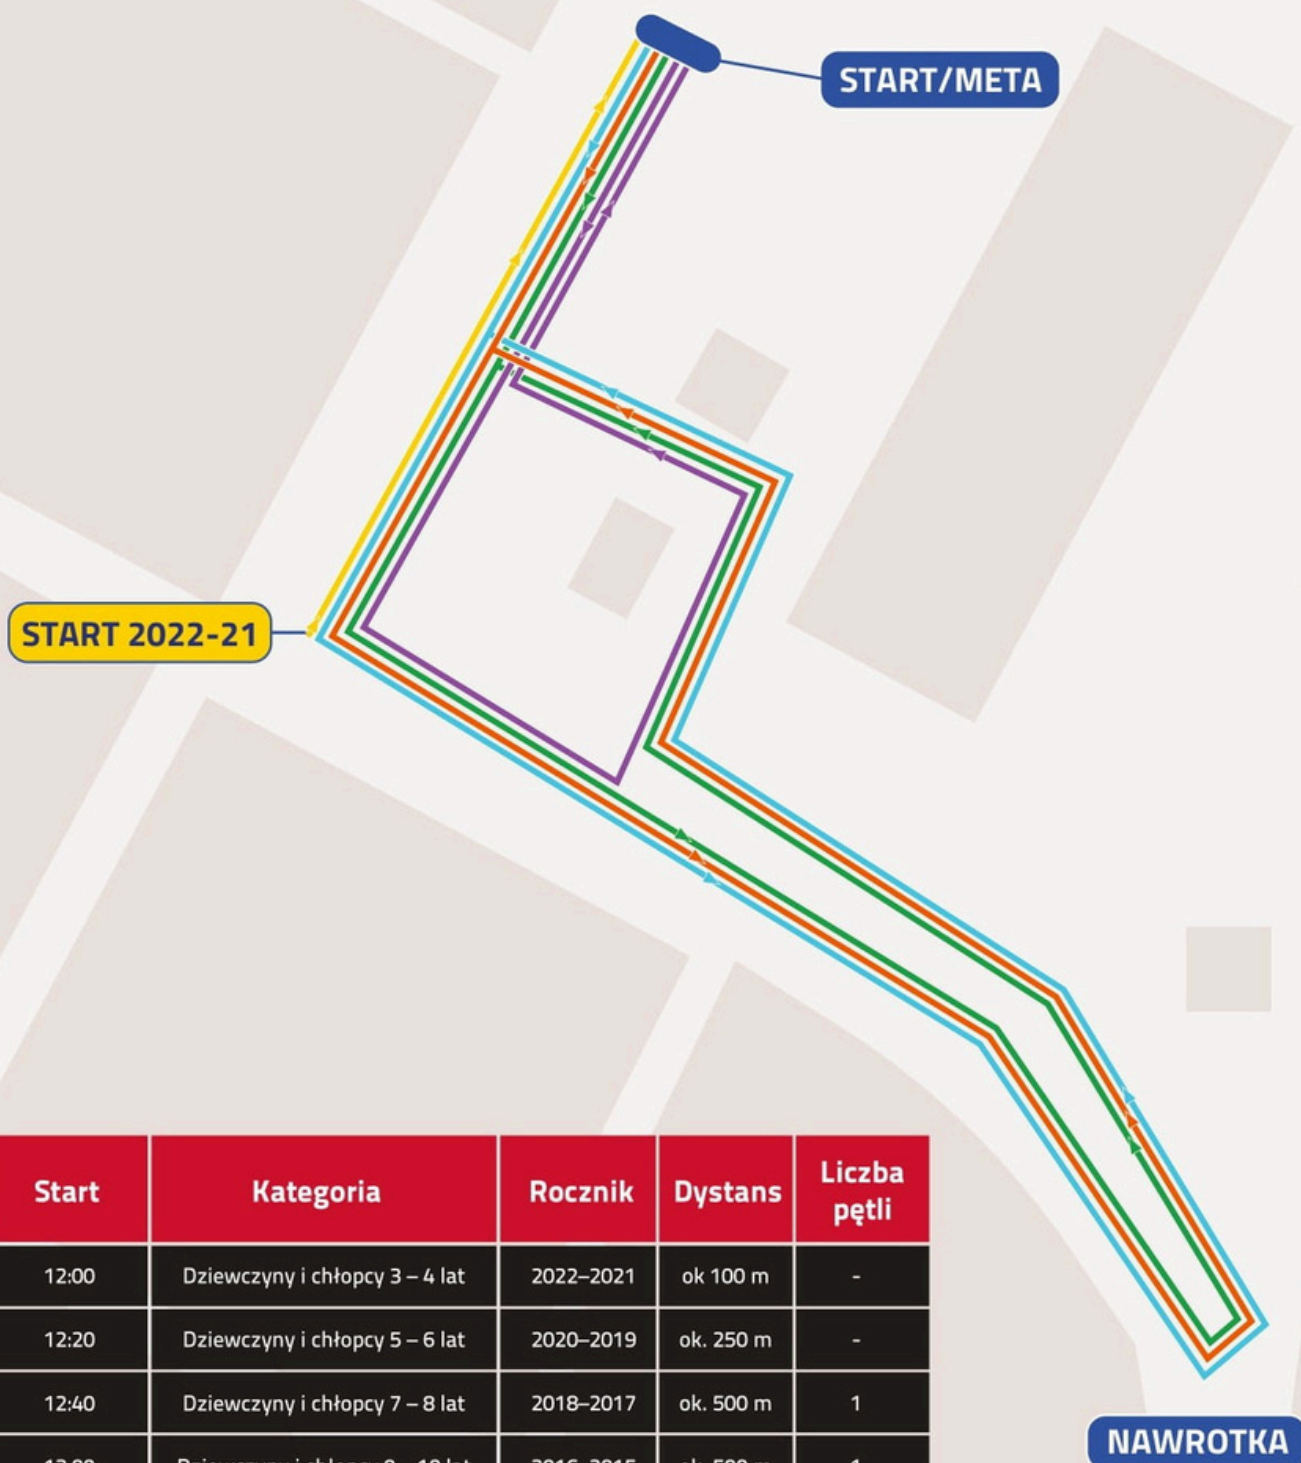 START/META
START 2022-21
Start Kategoria Rocznik Dystans Liczba pętli
12:00 Dziewczyny i chłopcy 3 – 4 lat 2022–2021 ok 100 m -
12:20 Dziewczyny i chłopcy 5 – 6 lat 2020–2019 ok. 250 m -
12:40 Dziewczyny i chłopcy 7 – 8 lat 2018–2017 ok. 500 m 1
NAWROTKA